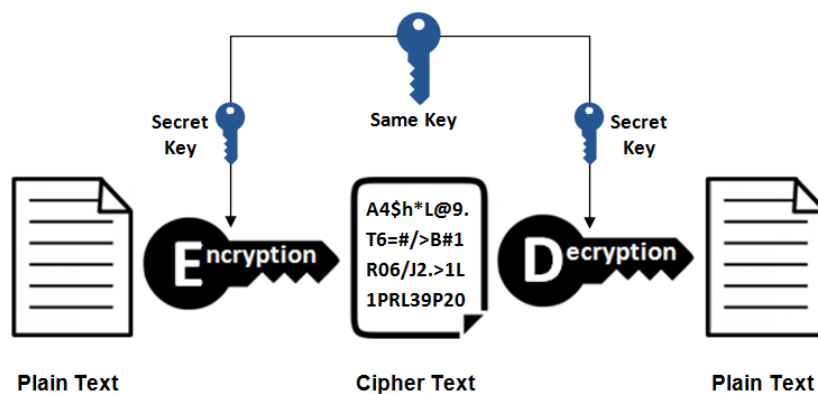 Same Key
Secret
Key
Secret
Key
Encryption
A4$h*L@9.
T6=#/>B#1
R06/J2.>1L
1PRL39P20
Decryption
Plain Text
Cipher Text
Plain Text